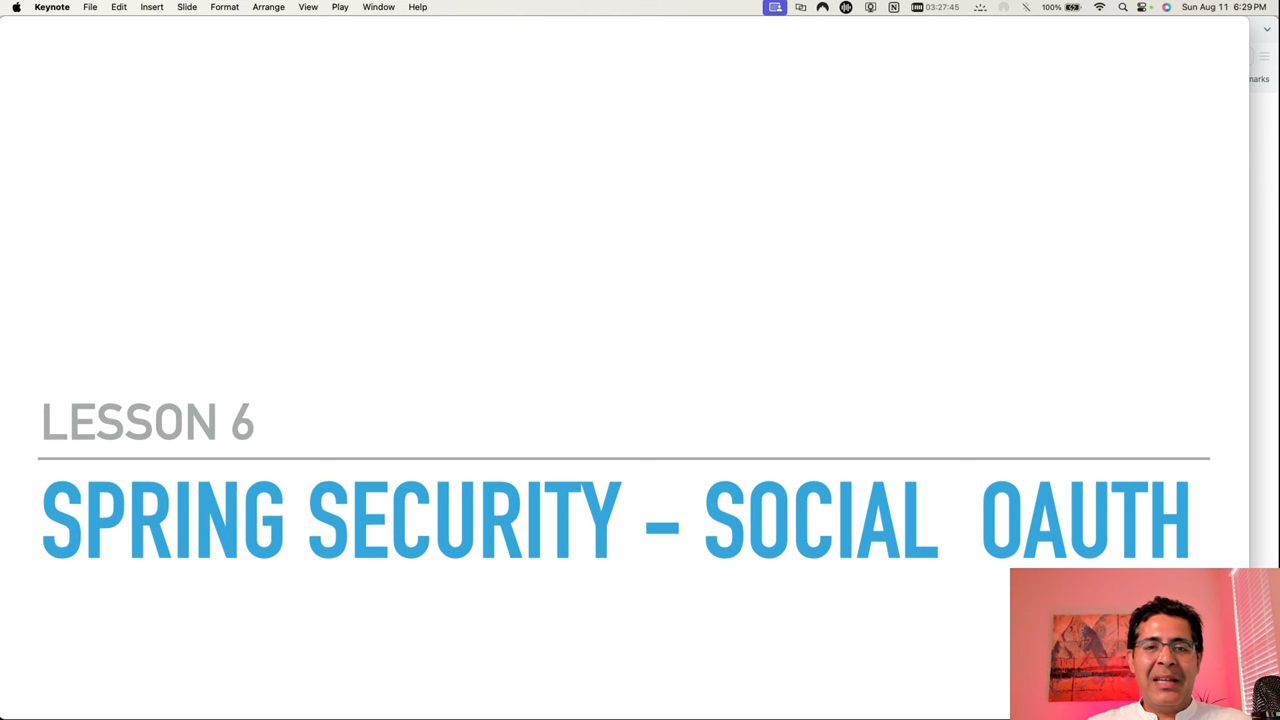 Keynote File Edit Insert Slide Format Arrange View Play Window Help 03:27:45 100% Sun Aug 11 6:29 PM
marks
LESSON 6
SPRING SECURITY - SOCIAL OAUTH